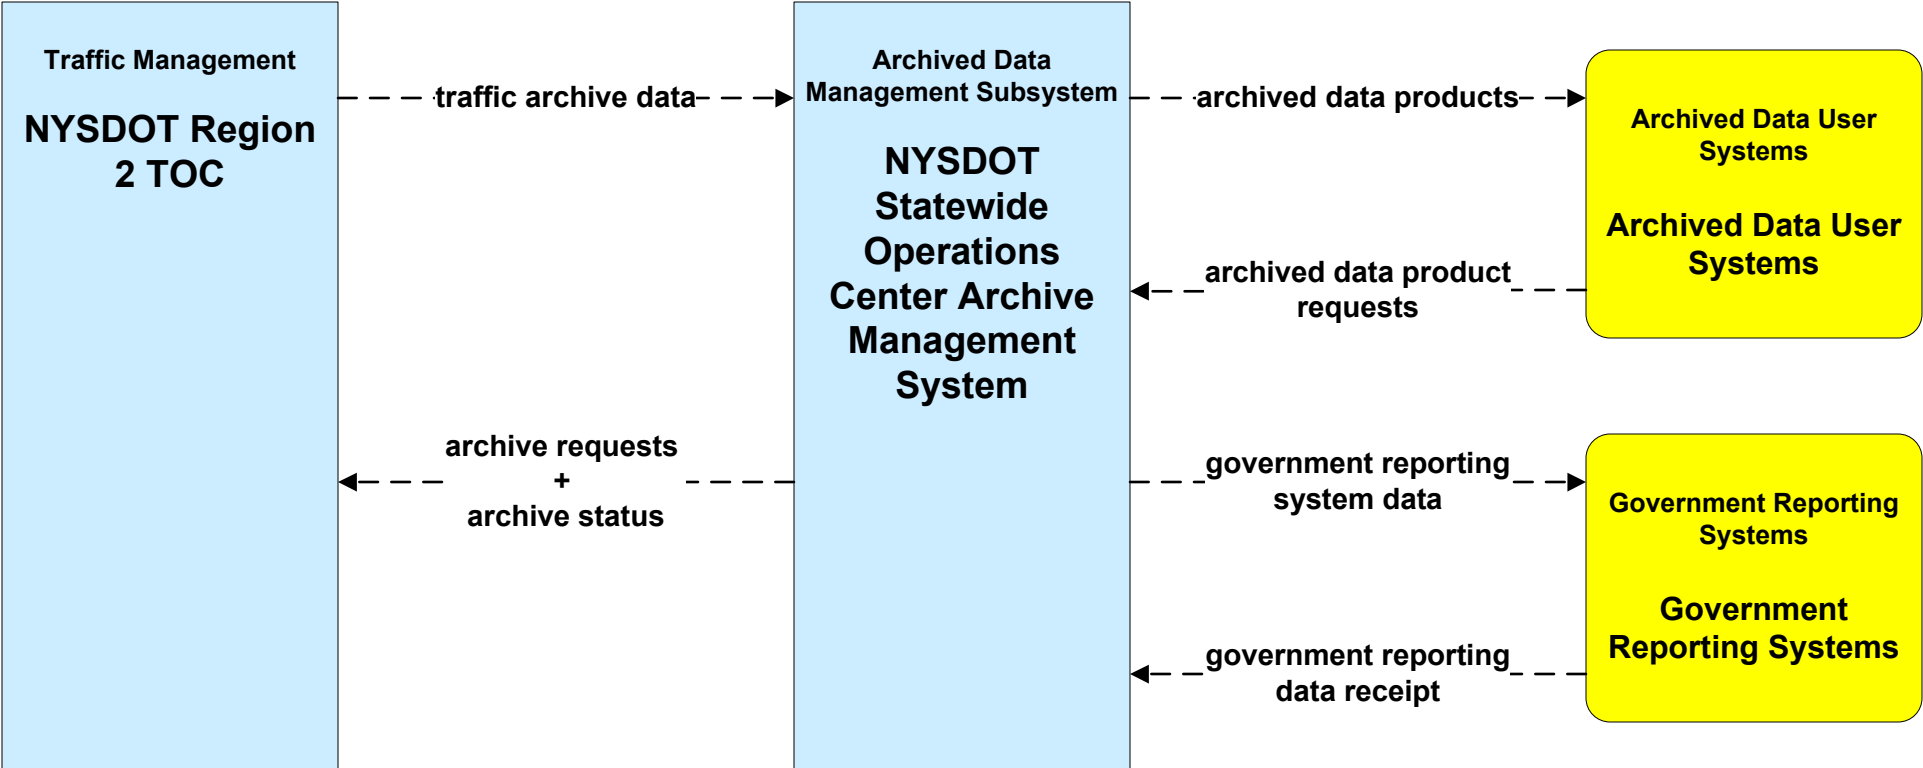 Traffic Management
NYSDOT Region
2 TOC
traffic archive data
archive requests
+
archive status
Archived Data
Management Subsystem
NYSDOT
Statewide
Operations
Center Archive
Management
System
archived data products
archived data product
requests
government reporting
system data
government reporting
data receipt
Archived Data User
Systems
Archived Data User
Systems
Government Reporting
Systems
Government
Reporting Systems